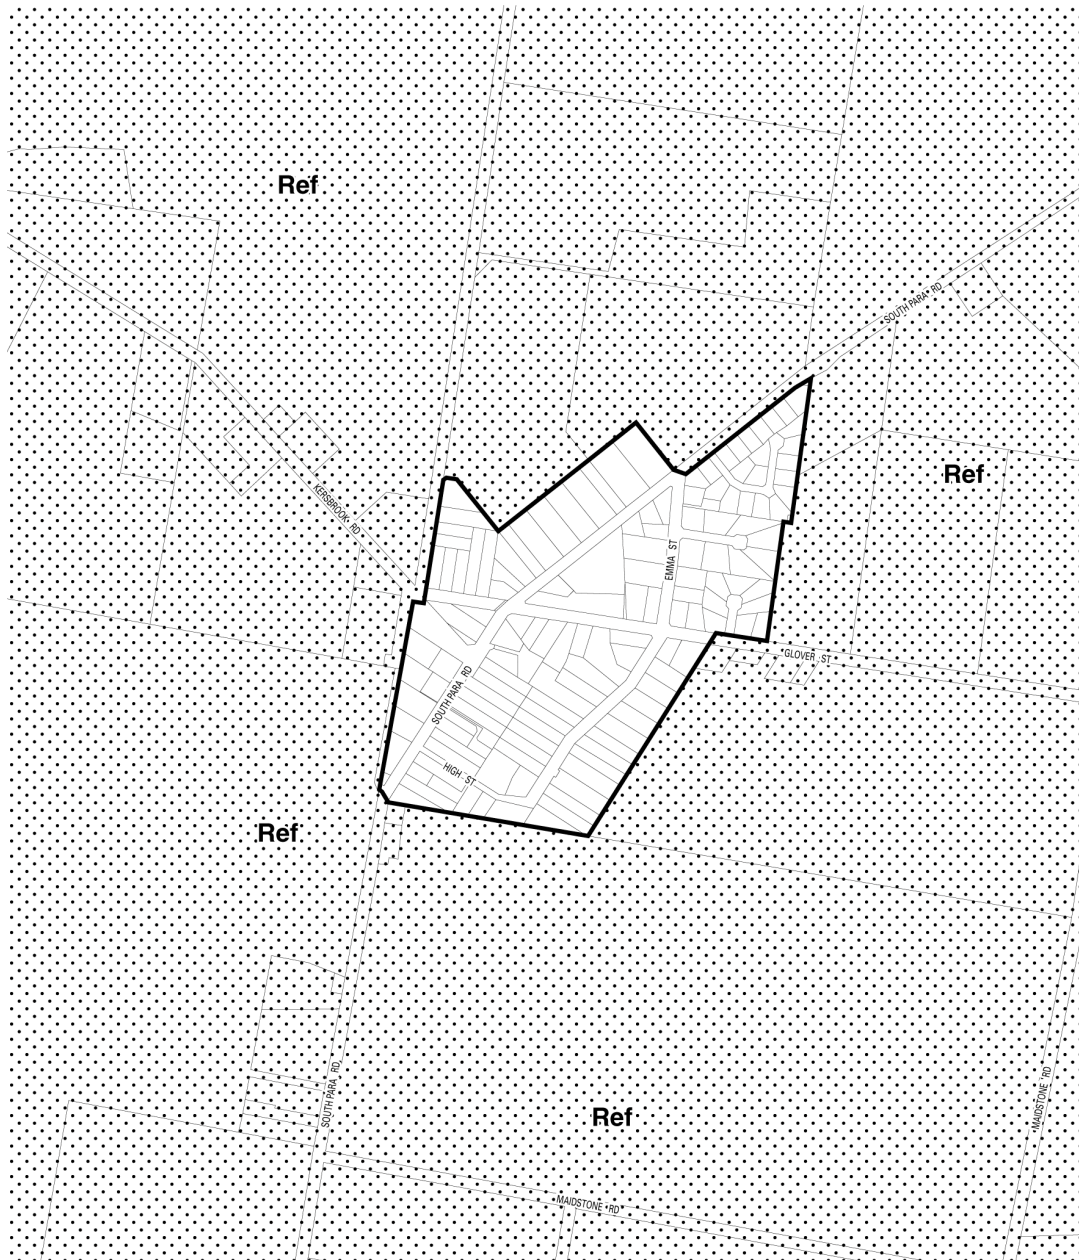 Ref
SOUTH PARA RD
Ref
KERSBROOK RD
EMMA ST
GLOVER ST
SOUTH PARA RD
HIGH ST
Ref
SOUTH PARA RD
MAIDSTONE RD
Ref
MAIDSTONE RD